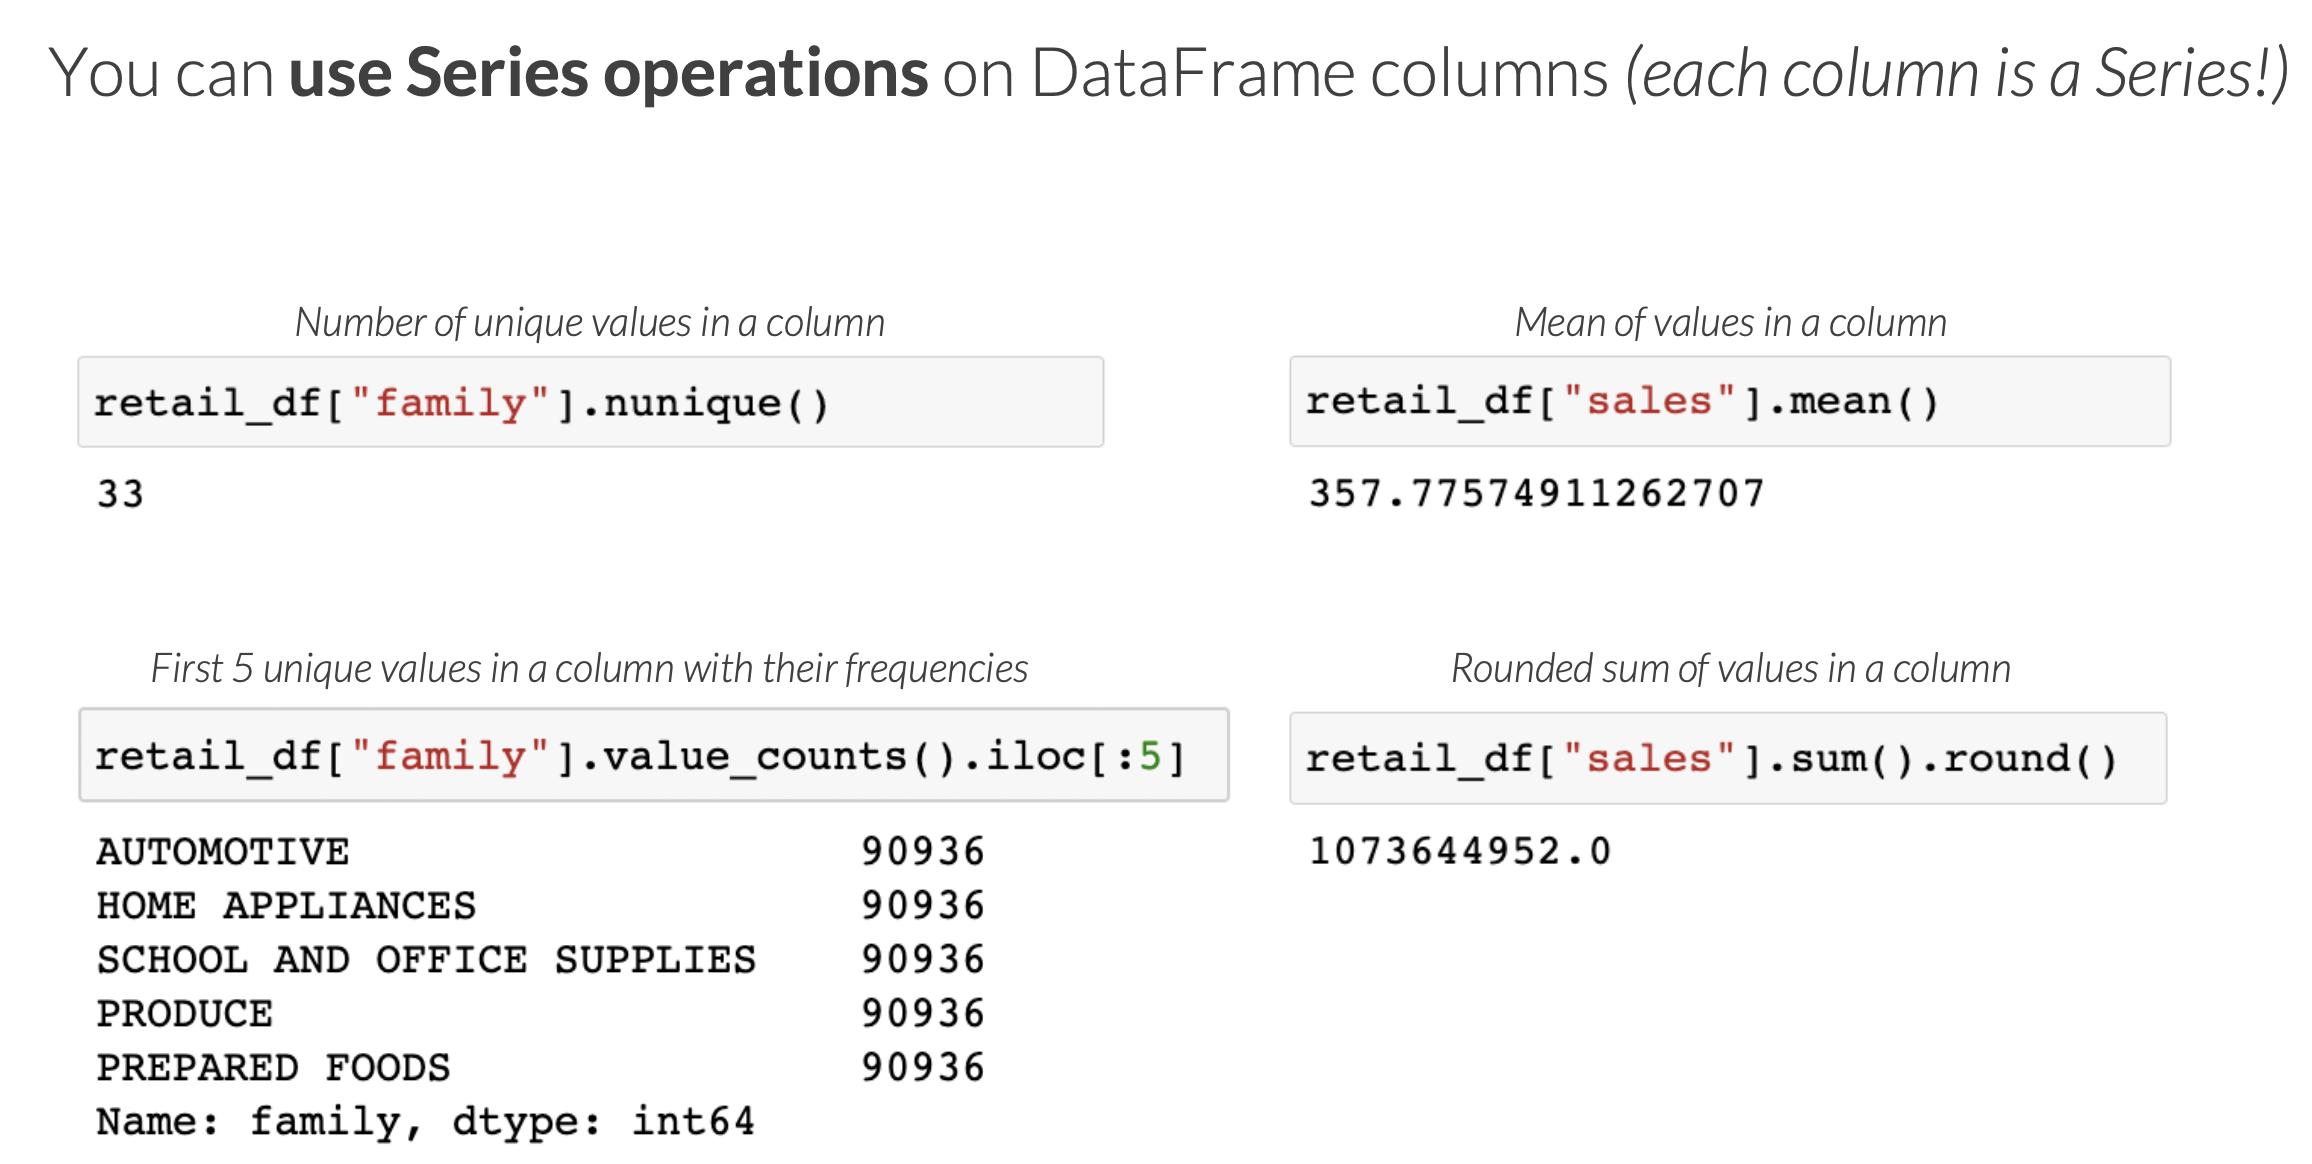 You can use Series operations on DataFrame columns (each column is a Series!)
Number of unique values in a column
retail_df["family"].nunique()
33
Mean of values in a column
retail_df["sales"].mean()
357.77574911262707
First 5 unique values in a column with their frequencies
retail_df["family"].value_counts().iloc[:5]
AUTOMOTIVE 90936
HOME APPLIANCES 90936
SCHOOL AND OFFICE SUPPLIES 90936
PRODUCE 90936
PREPARED FOODS 90936
Name: family, dtype: int64
Rounded sum of values in a column
retail_df["sales"].sum().round()
1073644952.0